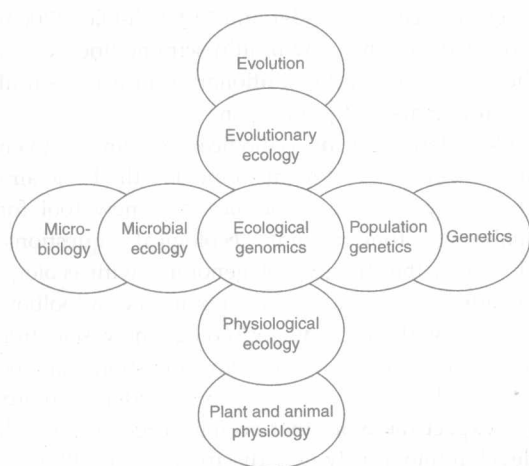 Evolution
Evolutionary
ecology
Micro-
biology
Microbial
ecology
Ecological
genomics
Population
genetics
Genetics
Physiological
ecology
Plant and animal
physiology